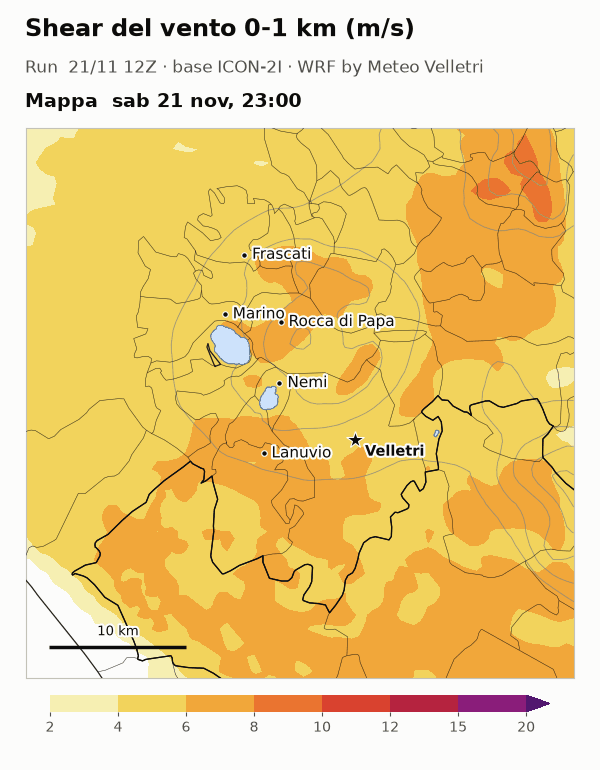 Shear del vento 0-1 km (m/s)
Run  21/11 12Z · base ICON-2I · WRF by Meteo Velletri
Mappa  sab 21 nov, 23:00
Frascati
Marino
Rocca di Papa
Nemi
Velletri
Lanuvio
10 km
2 4 6 8 10 12 15 20